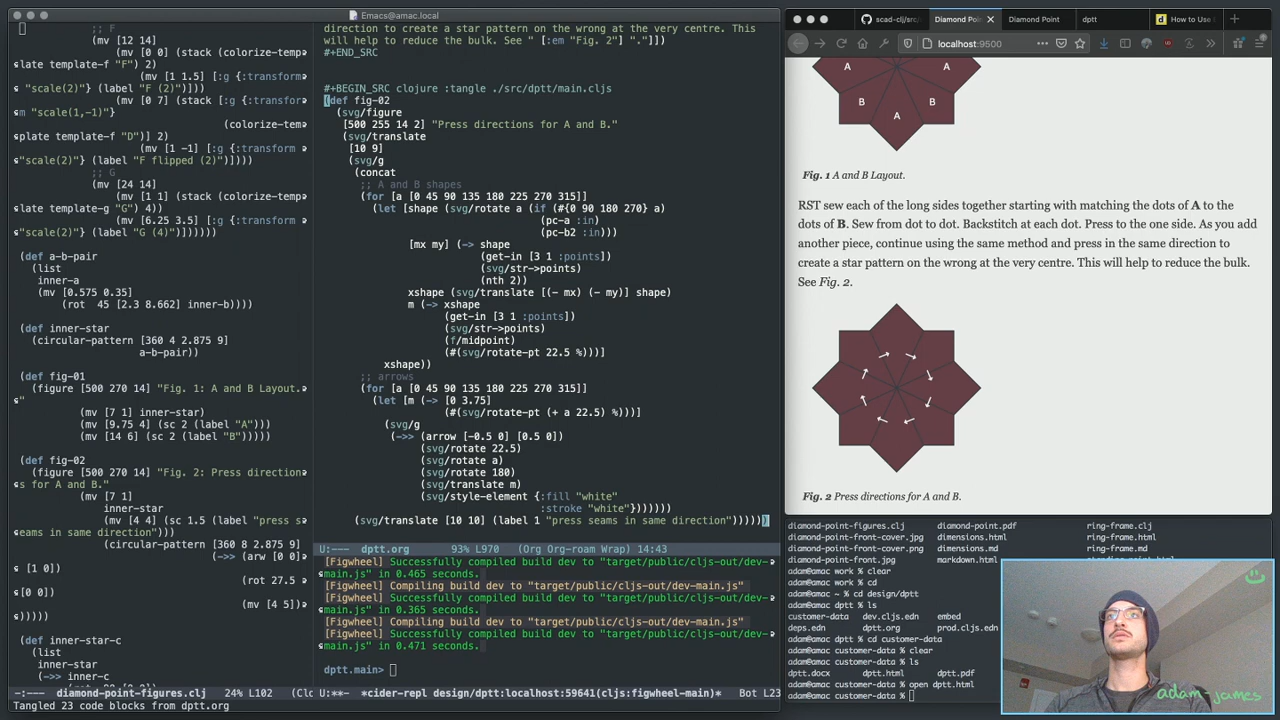 Emacs@amac.local
;; F
(mv [12 14]
(mv [0 0] (stack (colorize-temp
late template-f "F") 2)
(mv [1 1.5] [:g {:transform
"scale(2)"} (label "F (2)")])))
(mv [0 7] (stack [:g {:transfor
m "scale(1,-1)"}
(colorize-tem
plate template-f "D")] 2)
(mv [1 -1] [:g {:transform
"scale(2)"} (label "F flipped (2)")])))
;; G
(mv [24 14]
(mv [1 1] (stack (colorize-temp
late template-g "G") 4))
(mv [6.25 3.5] [:g {:transform
"scale(2)"} (label "G (4)")])))))
(def a-b-pair
(list
inner-a
(mv [0.575 0.35]
(rot 45 [2.3 8.662] inner-b))))
(def inner-star
(circular-pattern [360 4 2.875 9]
a-b-pair))
(def fig-01
(figure [500 270 14] "Fig. 1: A and B Layout.
"
(mv [7 1] inner-star)
(mv [9.75 4] (sc 2 (label "A")))
(mv [14 6] (sc 2 (label "B")))))
(def fig-02
(figure [500 270 14] "Fig. 2: Press direction
s for A and B."
(mv [7 1]
inner-star
(mv [4 4] (sc 1.5 (label "press s
eams in same direction")))
(circular-pattern [360 8 2.875 9]
(->> (arw [0 0]
[1 0])
(rot 27.5
[0 0])
(mv [4 5])
)))))
(def inner-star-c
(list
inner-star
(->> inner-c
-:--- diamond-point-figures.clj 24% L102 (Clo
Tangled 23 code blocks from dptt.org
direction to create a star pattern on the wrong at the very centre. This
will help to reduce the bulk. See " [:em "Fig. 2"] "."]))
#+END_SRC
#+BEGIN_SRC clojure :tangle ./src/dptt/main.cljs
(def fig-02
(svg/figure
[500 255 14 2] "Press directions for A and B."
(svg/translate
[10 9]
(svg/g
(concat
;; A and B shapes
(for [a [0 45 90 135 180 225 270 315]]
(let [shape (svg/rotate a (if (#{0 90 180 270} a)
(pc-a :in)
(pc-b2 :in)))
[mx my] (-> shape
(get-in [3 1 :points])
(svg/str->points)
(nth 2))
xshape (svg/translate [(- mx) (- my)] shape)
m (-> xshape
(get-in [3 1 :points])
(svg/str->points)
(f/midpoint)
(#(svg/rotate-pt 22.5 %)))]
xshape))
;; arrows
(for [a [0 45 90 135 180 225 270 315]]
(let [m (-> [0 3.75]
(#(svg/rotate-pt (+ a 22.5) %)))]
(svg/g
(->> (arrow [-0.5 0] [0.5 0])
(svg/rotate 22.5)
(svg/rotate a)
(svg/rotate 180)
(svg/translate m)
(svg/style-element {:fill "white"
:stroke "white"}))))))
(svg/translate [10 10] (label 1 "press seams in same direction")))))
U:--- dptt.org 93% L970 (Org Org-roam Wrap) 14:43
[Figwheel] Successfully compiled build dev to "target/public/cljs-out/dev-
main.js" in 0.465 seconds.
[Figwheel] Compiling build dev to "target/public/cljs-out/dev-main.js"
[Figwheel] Successfully compiled build dev to "target/public/cljs-out/dev-
main.js" in 0.365 seconds.
[Figwheel] Compiling build dev to "target/public/cljs-out/dev-main.js"
[Figwheel] Successfully compiled build dev to "target/public/cljs-out/dev-
main.js" in 0.471 seconds.
dptt.main>
U:**- *cider-repl design/dptt:localhost:59641(cljs:figwheel-main)* Bot L23
scad-clj/src/ Diamond Point Diamond Point dptt How to Use
localhost:9500
A A
B B
A
Fig. 1 A and B Layout.
RST sew each of the long sides together starting with matching the dots of A to the
dots of B. Sew from dot to dot. Backstitch at each dot. Press to the one side. As you add
another piece, continue using the same method and press in the same direction to
create a star pattern on the wrong at the very centre. This will help to reduce the bulk.
See Fig. 2.
Fig. 2 Press directions for A and B.
diamond-point-figures.clj diamond-point.pdf ring-frame.clj
diamond-point-front-cover.clj dimensions.html ring-frame.html
diamond-point-front-cover.png dimensions.md ring-frame.md
diamond-point-front.jpg markdown.html
adam@amac work % clear
adam@amac work % cd
adam@amac ~ % cd design/dptt
adam@amac dptt % ls
customer-data dev.cljs.edn embed
deps.edn dptt.org prod.cljs.edn
adam@amac dptt % cd customer-data
adam@amac customer-data % clear
adam@amac customer-data % ls
dptt.docx dptt.html dptt.pdf
adam@amac customer-data % open dptt.html
adam@amac customer-data %
adam-james